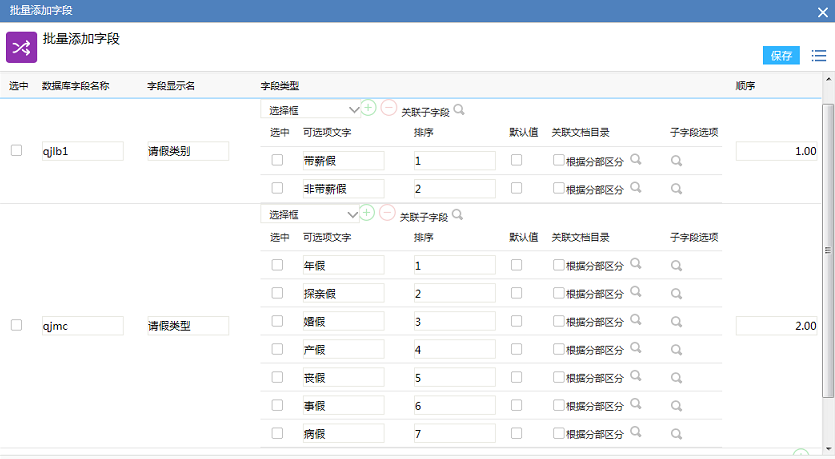 批量添加字段
批量添加字段
保存
选中 数据库字段名称 字段显示名 字段类型 顺序
选择框 关联子字段
选中 可选项文字 排序 默认值 关联文档目录 子字段选项
qjlb1 请假类别 带薪假 1 根据分部区分 1.00
非带薪假 2 根据分部区分
选择框 关联子字段
选中 可选项文字 排序 默认值 关联文档目录 子字段选项
年假 1 根据分部区分
探亲假 2 根据分部区分
婚假 3 根据分部区分
qjmc 请假类型 2.00
产假 4 根据分部区分
丧假 5 根据分部区分
事假 6 根据分部区分
病假 7 根据分部区分